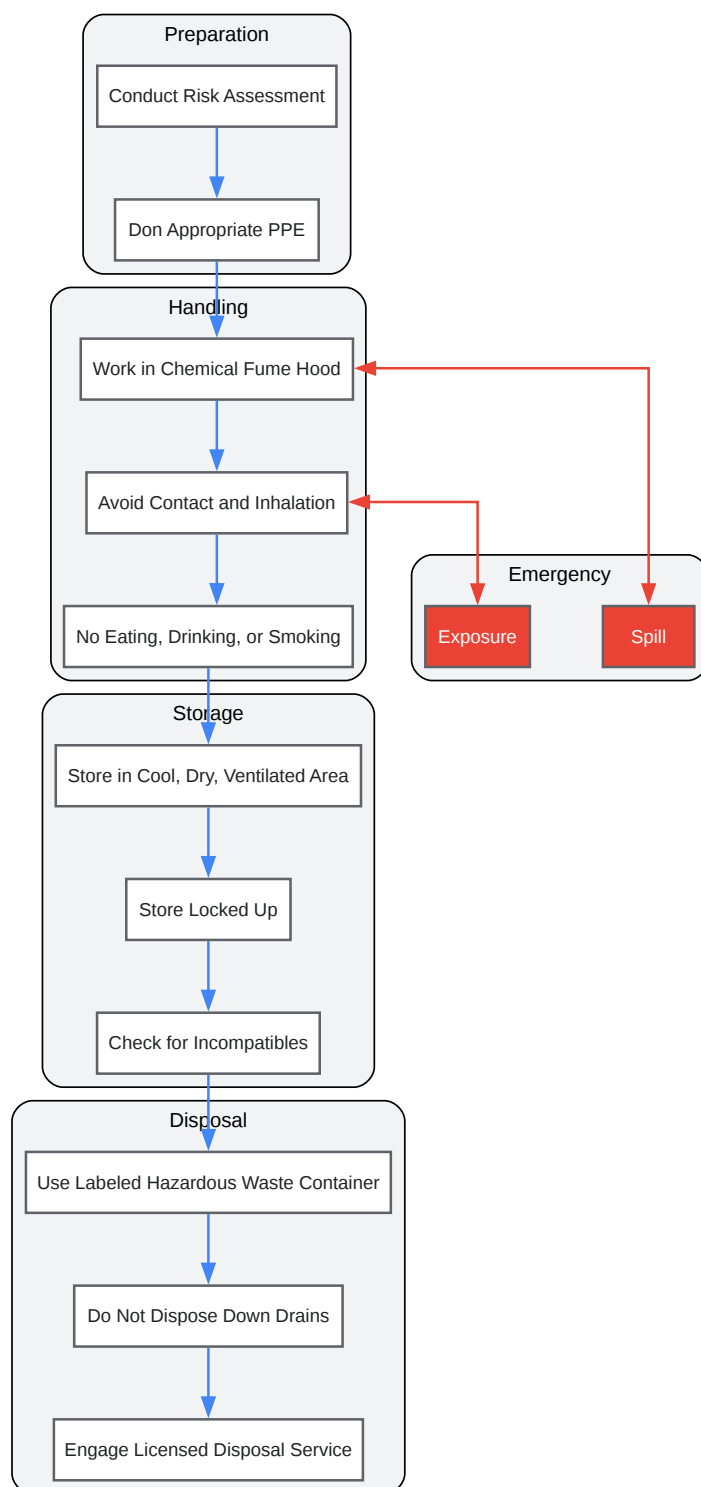 Preparation
Conduct Risk Assessment
Don Appropriate PPE
Handling
Work in Chemical Fume Hood
Avoid Contact and Inhalation
No Eating, Drinking, or Smoking
Emergency
Exposure
Spill
Storage
Store in Cool, Dry, Ventilated Area
Store Locked Up
Check for Incompatibles
Disposal
Use Labeled Hazardous Waste Container
Do Not Dispose Down Drains
Engage Licensed Disposal Service